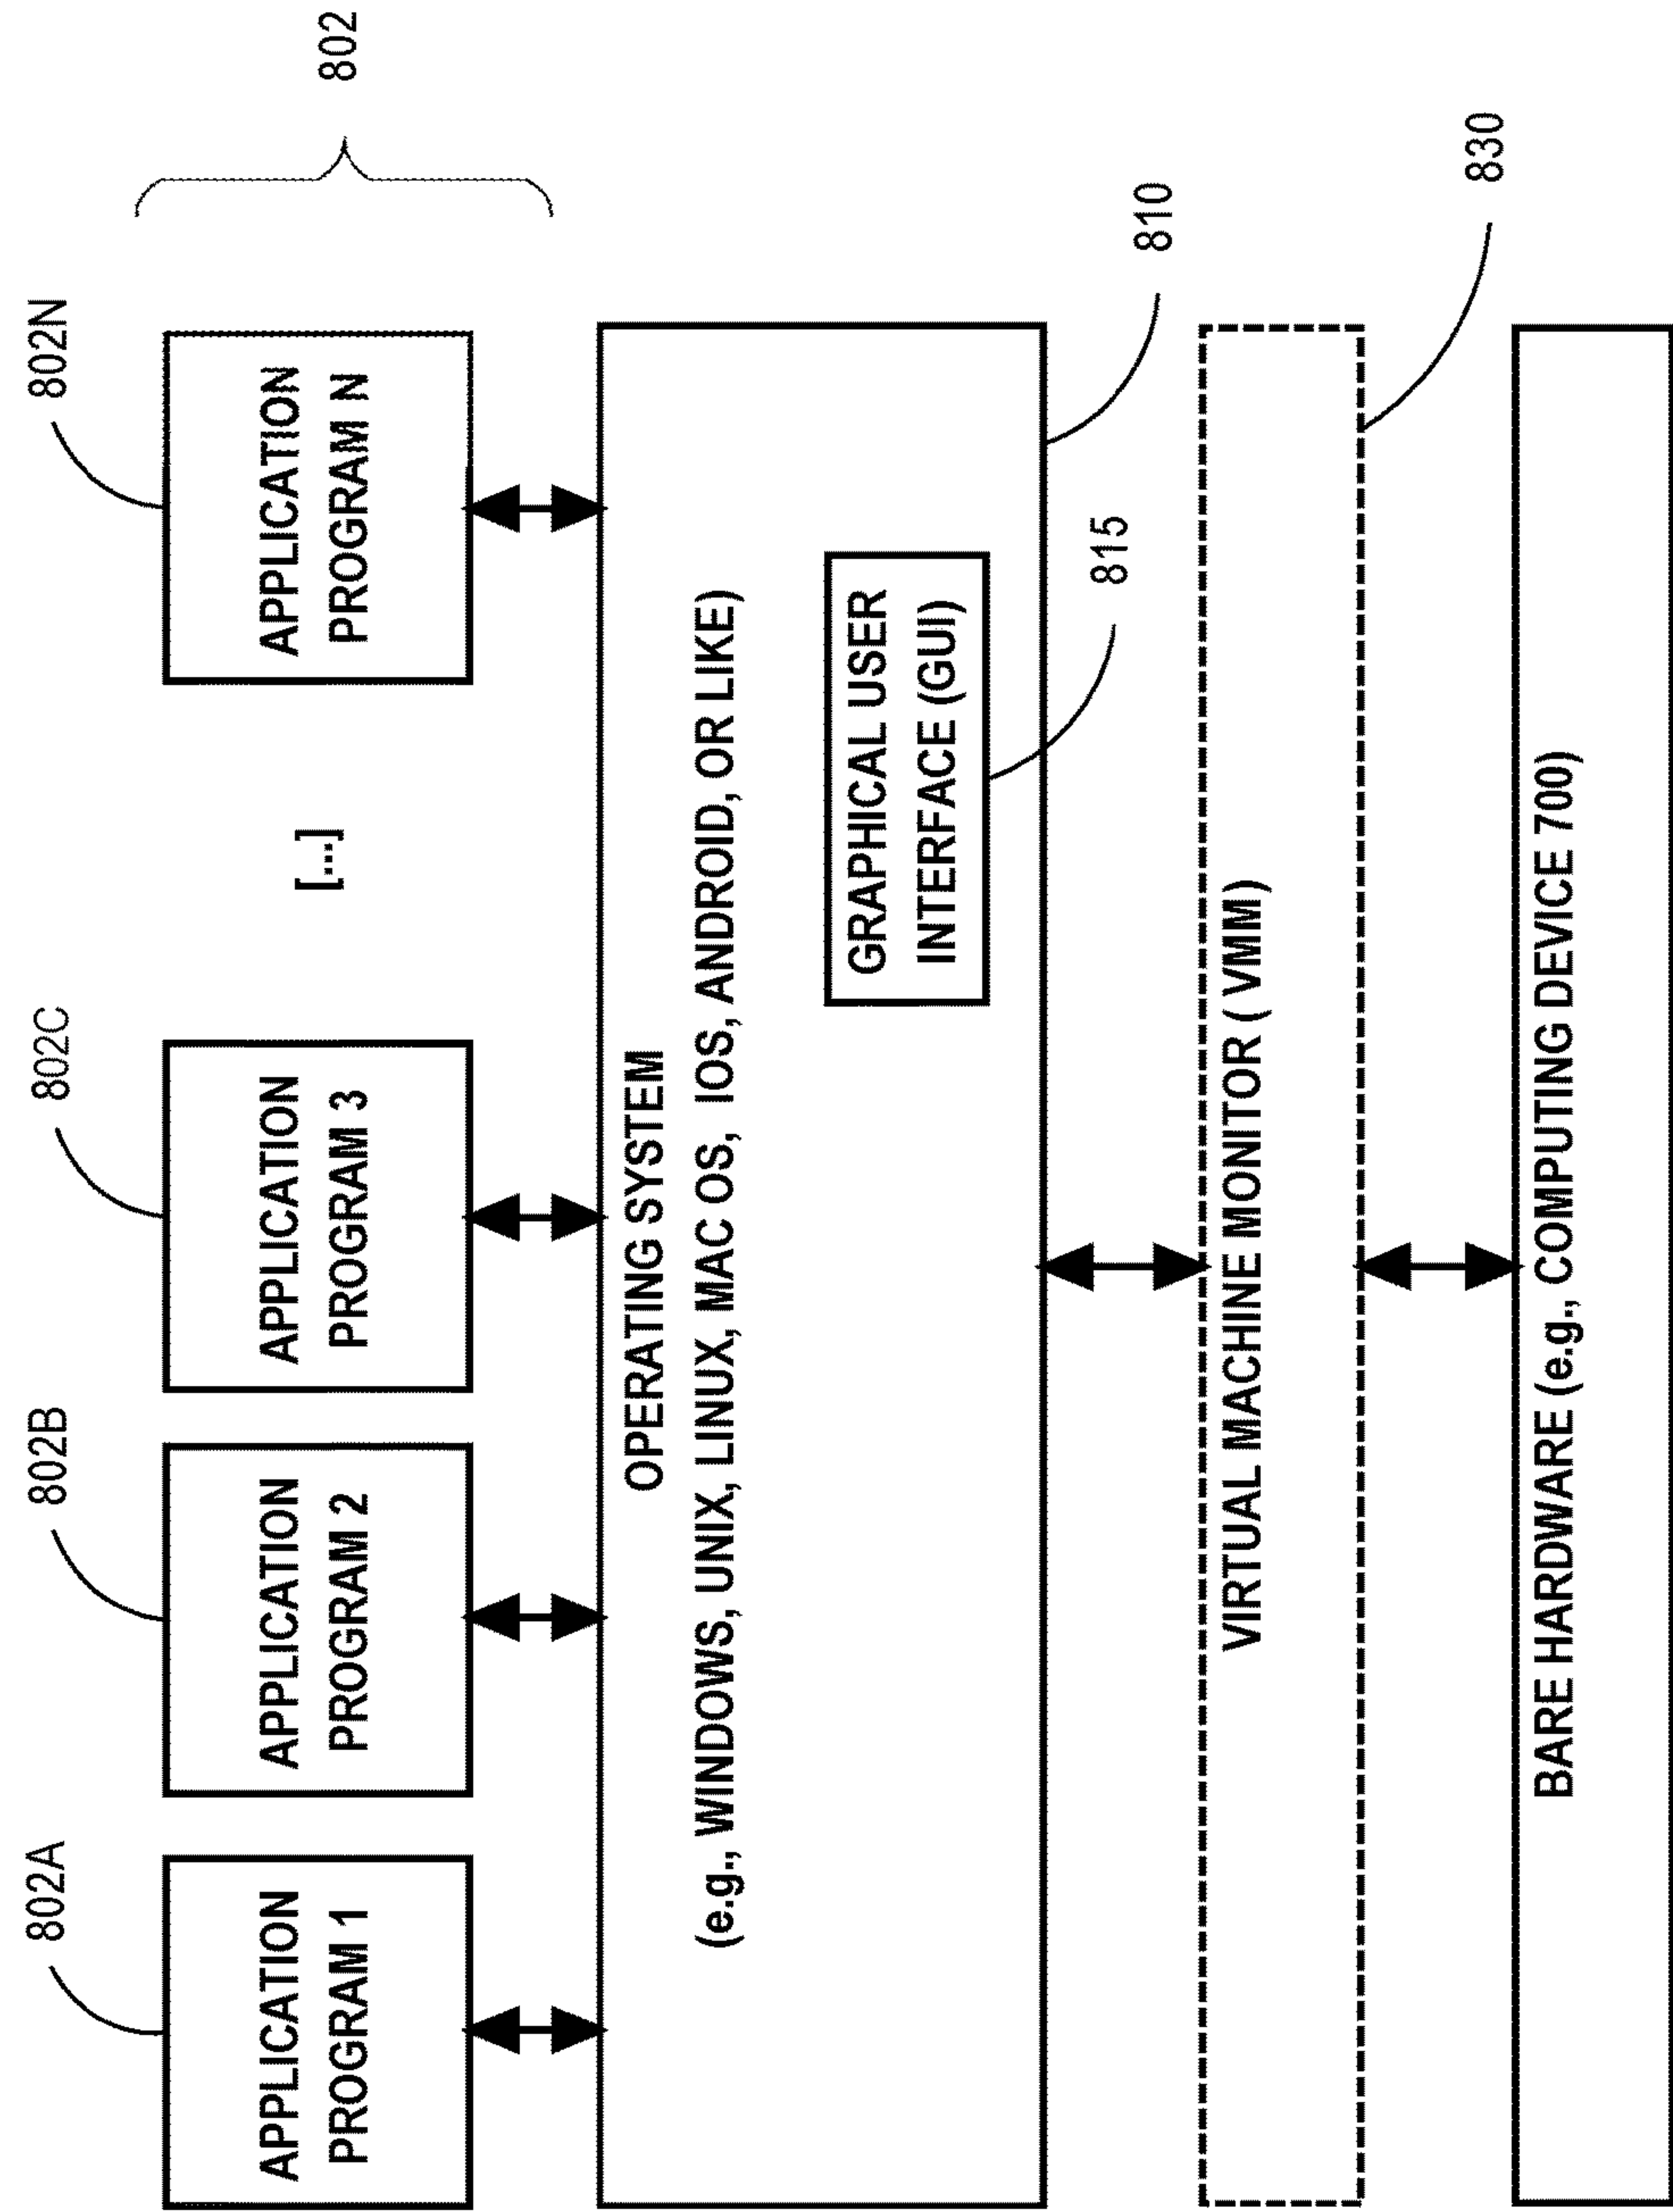 802A
802B
802C
802N
802
APPLICATION
PROGRAM 1
APPLICATION
PROGRAM 2
APPLICATION
PROGRAM 3
[...]
APPLICATION
PROGRAM N
OPERATING SYSTEM
(e.g., WINDOWS, UNIX, LINUX, MAC OS, IOS, ANDROID, OR LIKE)
GRAPHICAL USER
INTERFACE (GUI)
810
815
VIRTUAL MACHINE MONITOR ( VMM)
830
BARE HARDWARE (e.g., COMPUTING DEVICE 700)